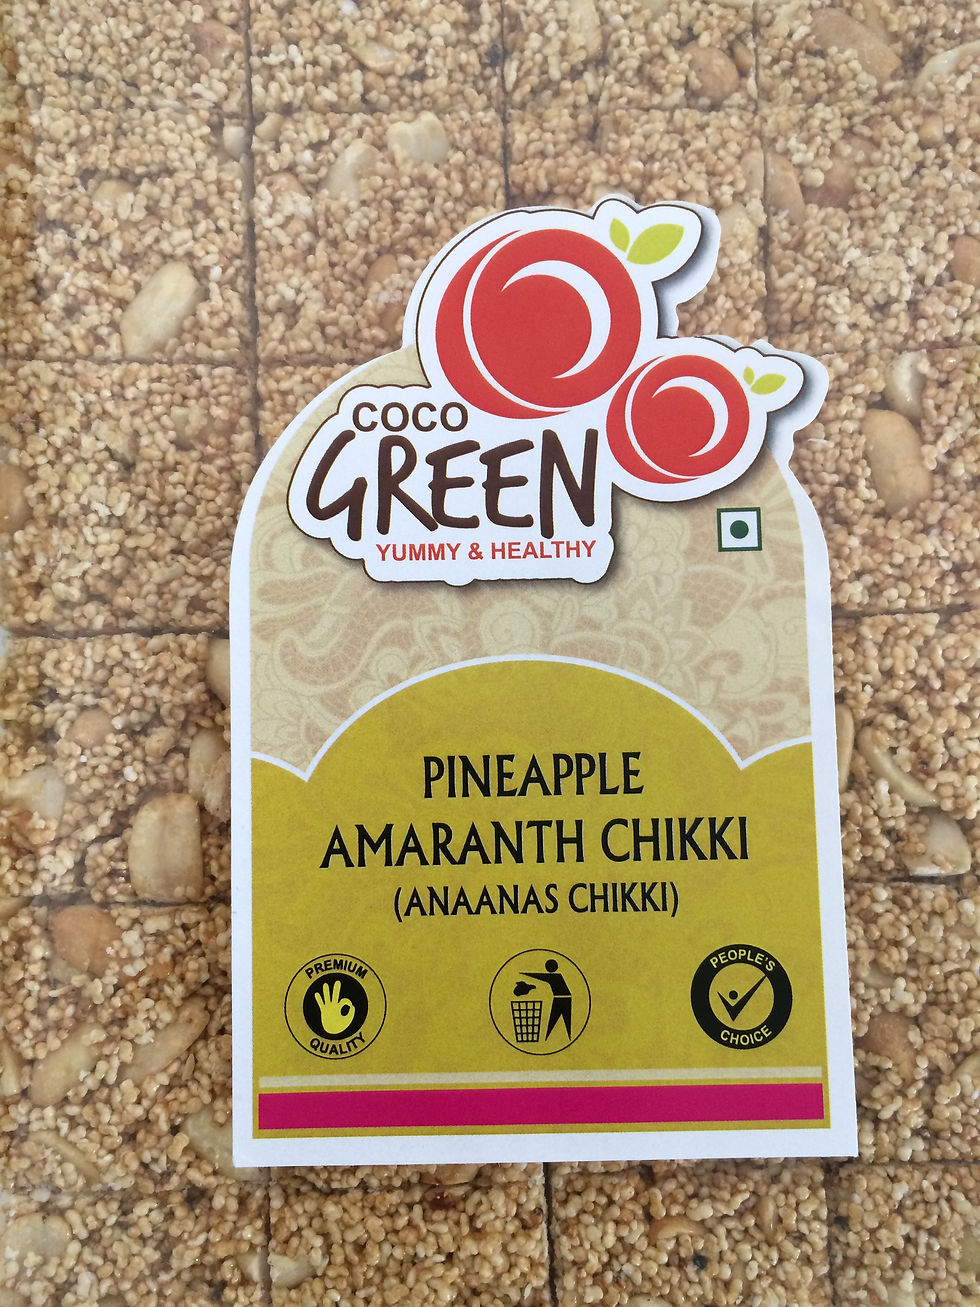 COCO
GREEN
YUMMY & HEALTHY
PINEAPPLE
AMARANTH CHIKKI
(ANAANAS CHIKKI)
PREMIUM
QUALITY
PEOPLE'S
CHOICE